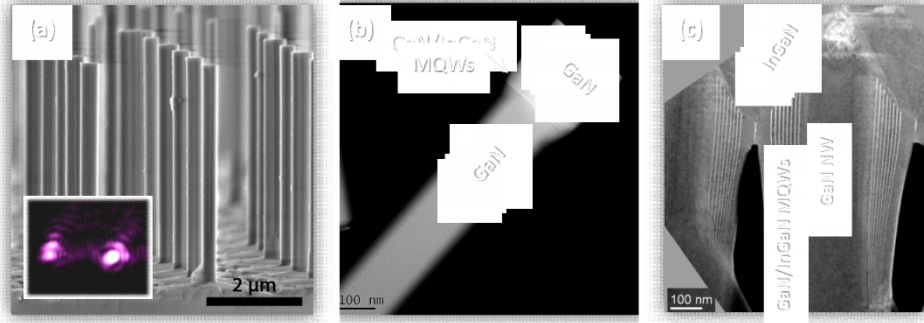 (a)
2 μm
(b)
GaN/InGaN
MQWs
GaN
GaN
100 nm
(c)
InGaN
GaN/InGaN MQWs
GaN NW
100 nm